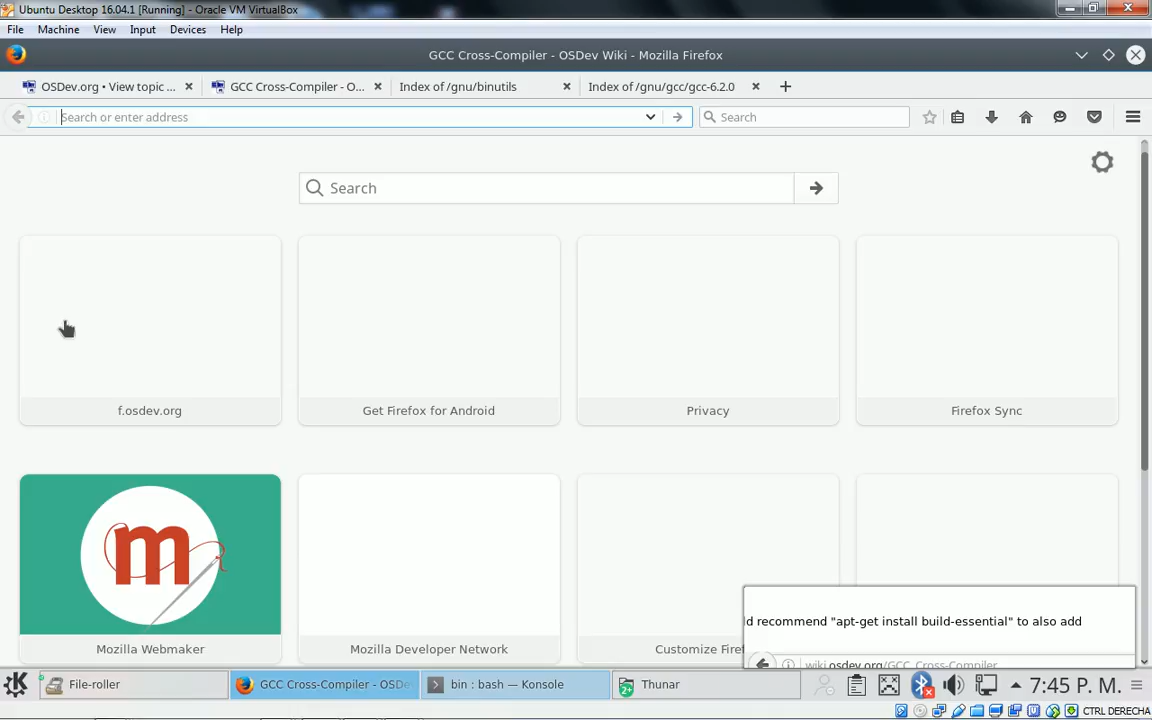 Ubuntu Desktop 16.04.1 [Running] - Oracle VM VirtualBox
File Machine View Input Devices Help
GCC Cross-Compiler - OSDev Wiki - Mozilla Firefox
OSDev.org • View topic ... GCC Cross-Compiler - O... Index of /gnu/binutils Index of /gnu/gcc/gcc-6.2.0
Search or enter address Search
Search
f.osdev.org Get Firefox for Android Privacy Firefox Sync
m
Mozilla Webmaker Mozilla Developer Network Customize Firef
d recommend "apt-get install build-essential" to also add
wiki.osdev.org/GCC_Cross-Compiler
File-roller GCC Cross-Compiler - OSDe bin : bash — Konsole Thunar 7:45 P. M.
CTRL DERECHA